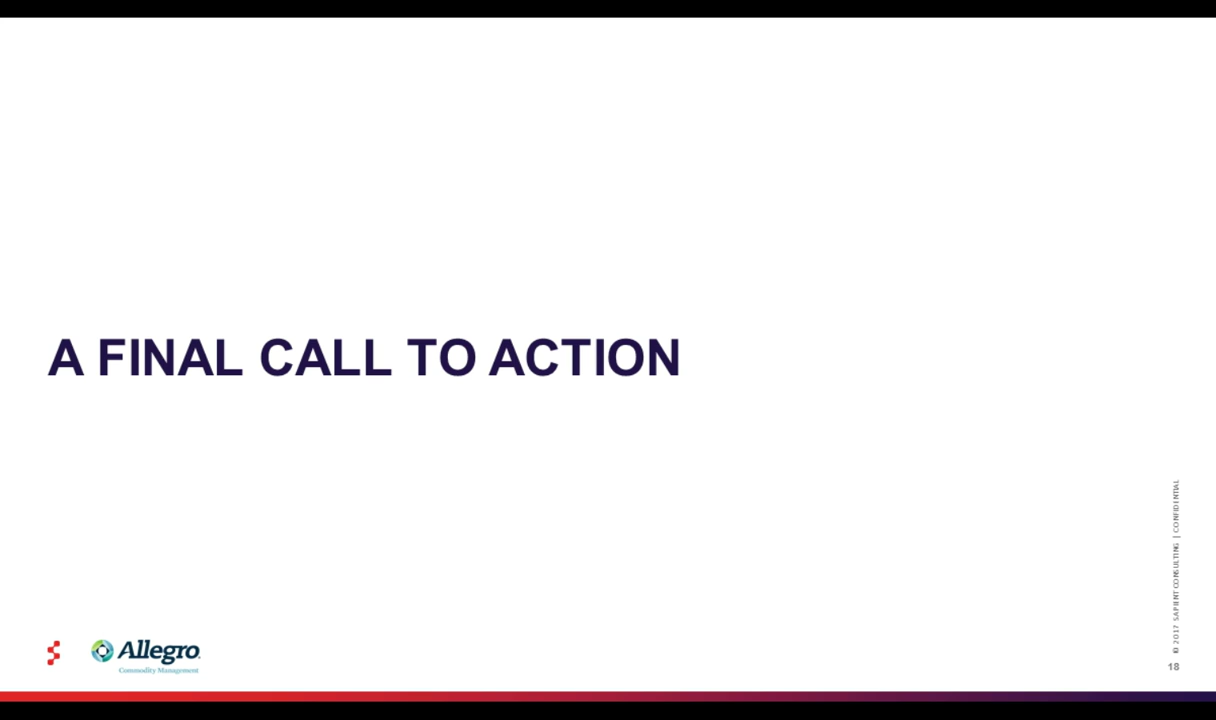 A FINAL CALL TO ACTION
© 2017 SAPIENT CONSULTING | CONFIDENTIAL
Allegro.
Commodity Management
18